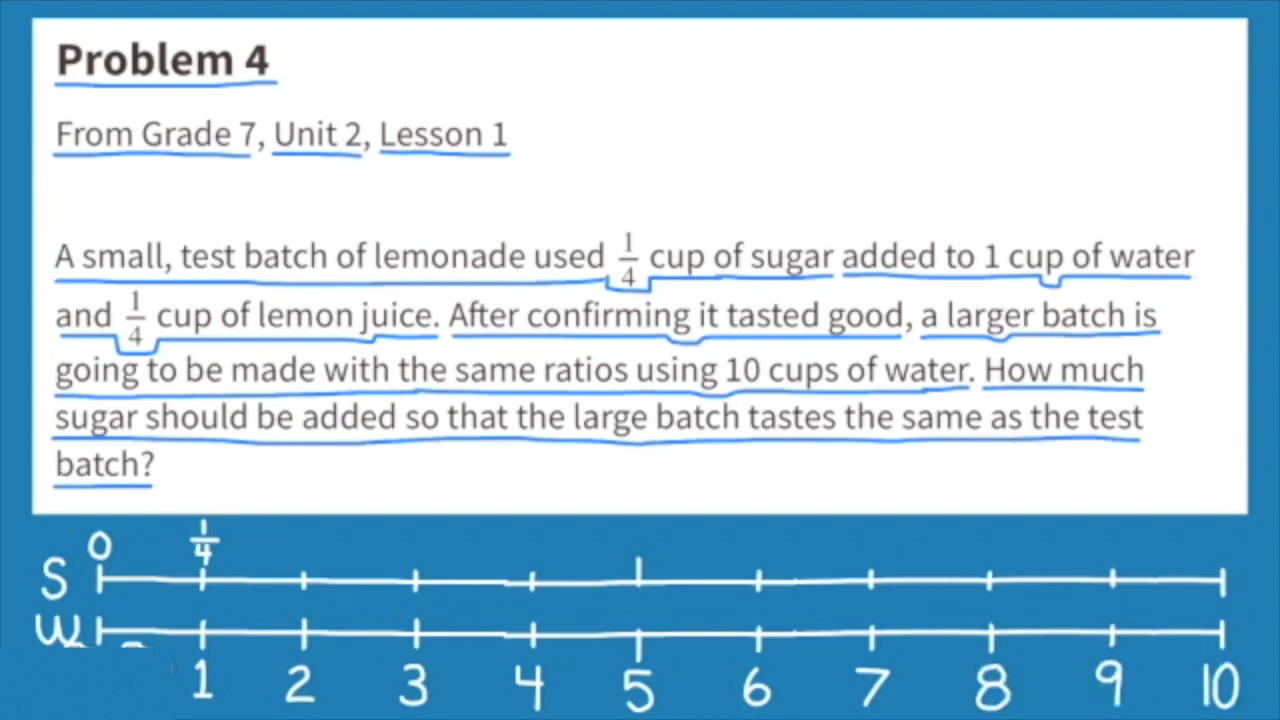 Problem 4
From Grade 7, Unit 2, Lesson 1
A small, test batch of lemonade used 1/4 cup of sugar added to 1 cup of water
and 1/4 cup of lemon juice. After confirming it tasted good, a larger batch is
going to be made with the same ratios using 10 cups of water. How much
sugar should be added so that the large batch tastes the same as the test
batch?
0 1/4
S
W
1 2 3 4 5 6 7 8 9 10